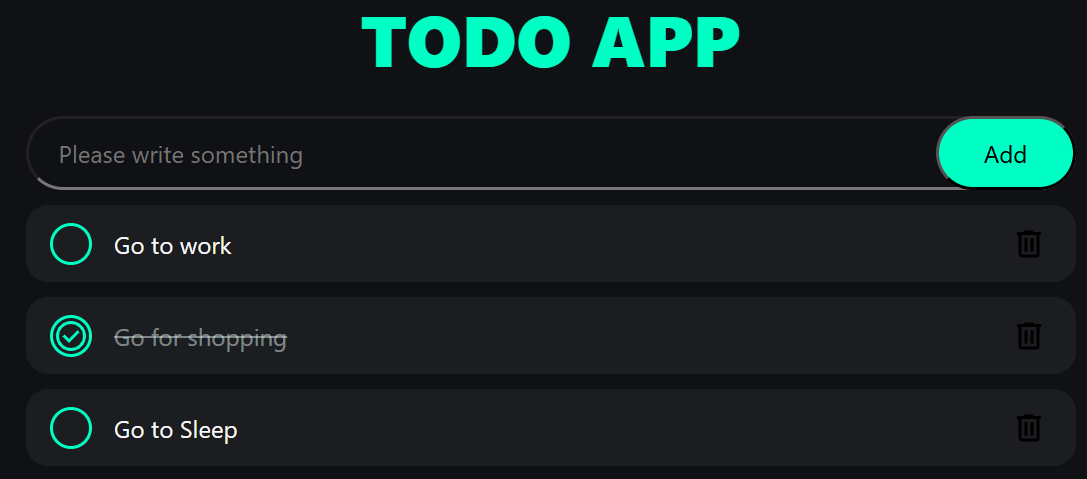 TODO APP
Please write something
Add
Go to work
Go for shopping
Go to Sleep